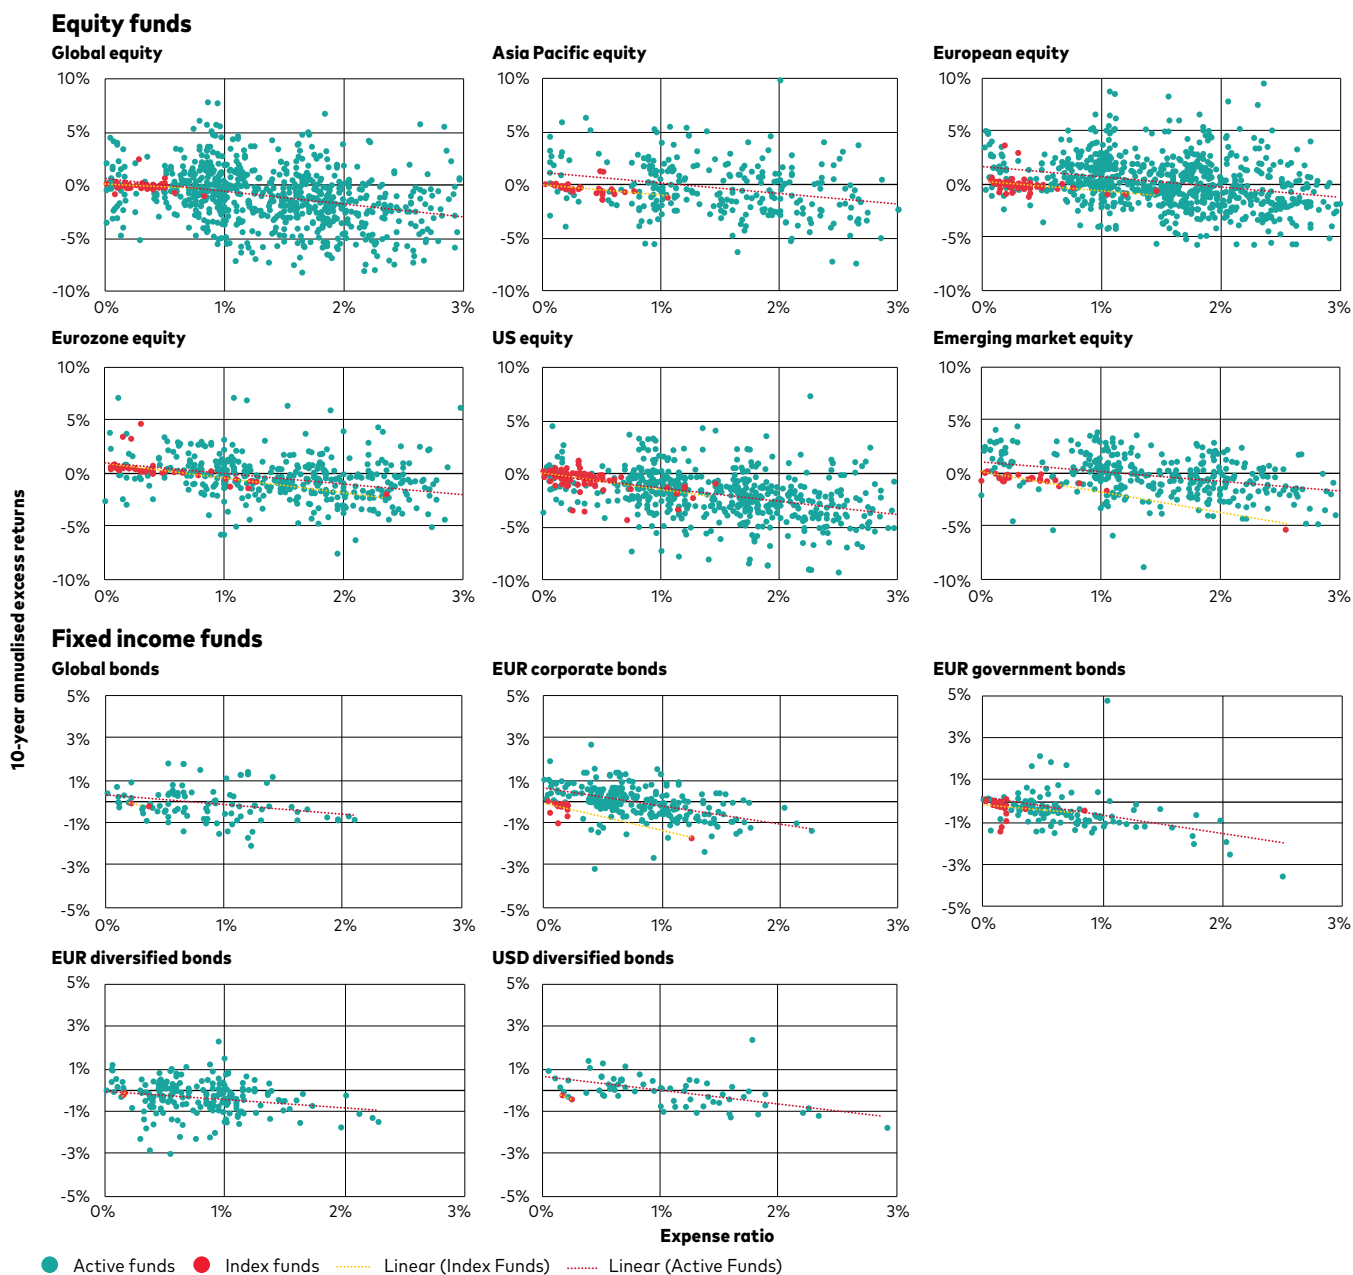 Equity funds
Global equity
10%
5%
0%
-5%
-10%
0% 1% 2% 3%
Asia Pacific equity
10%
5%
0%
-5%
-10%
0% 1% 2% 3%
European equity
10%
5%
0%
-5%
-10%
0% 1% 2% 3%
Eurozone equity
10%
5%
0%
-5%
-10%
0% 1% 2% 3%
US equity
10%
5%
0%
-5%
-10%
0% 1% 2% 3%
Emerging market equity
10%
5%
0%
-5%
-10%
0% 1% 2% 3%
10-year annualised excess returns
Fixed income funds
Global bonds
5%
3%
1%
-1%
-3%
-5%
0% 1% 2% 3%
EUR corporate bonds
5%
3%
1%
-1%
-3%
-5%
0% 1% 2% 3%
EUR government bonds
5%
3%
1%
-1%
-3%
-5%
0% 1% 2% 3%
EUR diversified bonds
5%
3%
1%
-1%
-3%
-5%
0% 1% 2% 3%
USD diversified bonds
5%
3%
1%
-1%
-3%
-5%
0% 1% 2% 3%
Expense ratio
Active funds Index funds Linear (Index Funds) Linear (Active Funds)